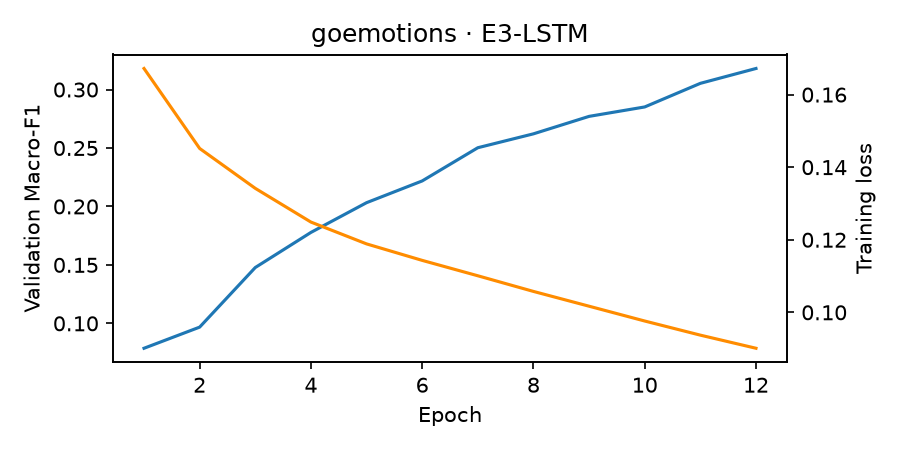 goemotions · E3-LSTM
Validation Macro-F1
0.30
0.25
0.20
0.15
0.10
0.16
0.14
0.12
0.10
Training loss
2 4 6 8 10 12
Epoch